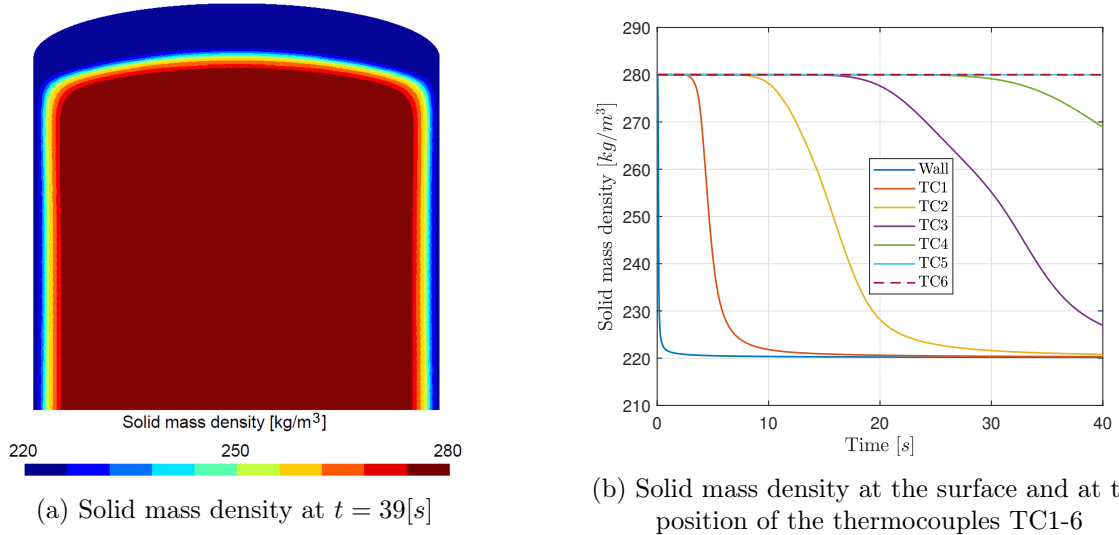 Solid mass density [kg/m³]
220
250
280
(a) Solid mass density at t = 39[s]
290
280
270
260
250
240
230
220
210
Solid mass density [kg/m³]
Wall
TC1
TC2
TC3
TC4
TC5
TC6
0
10
20
30
40
Time [s]
(b) Solid mass density at the surface and at t
position of the thermocouples TC1-6